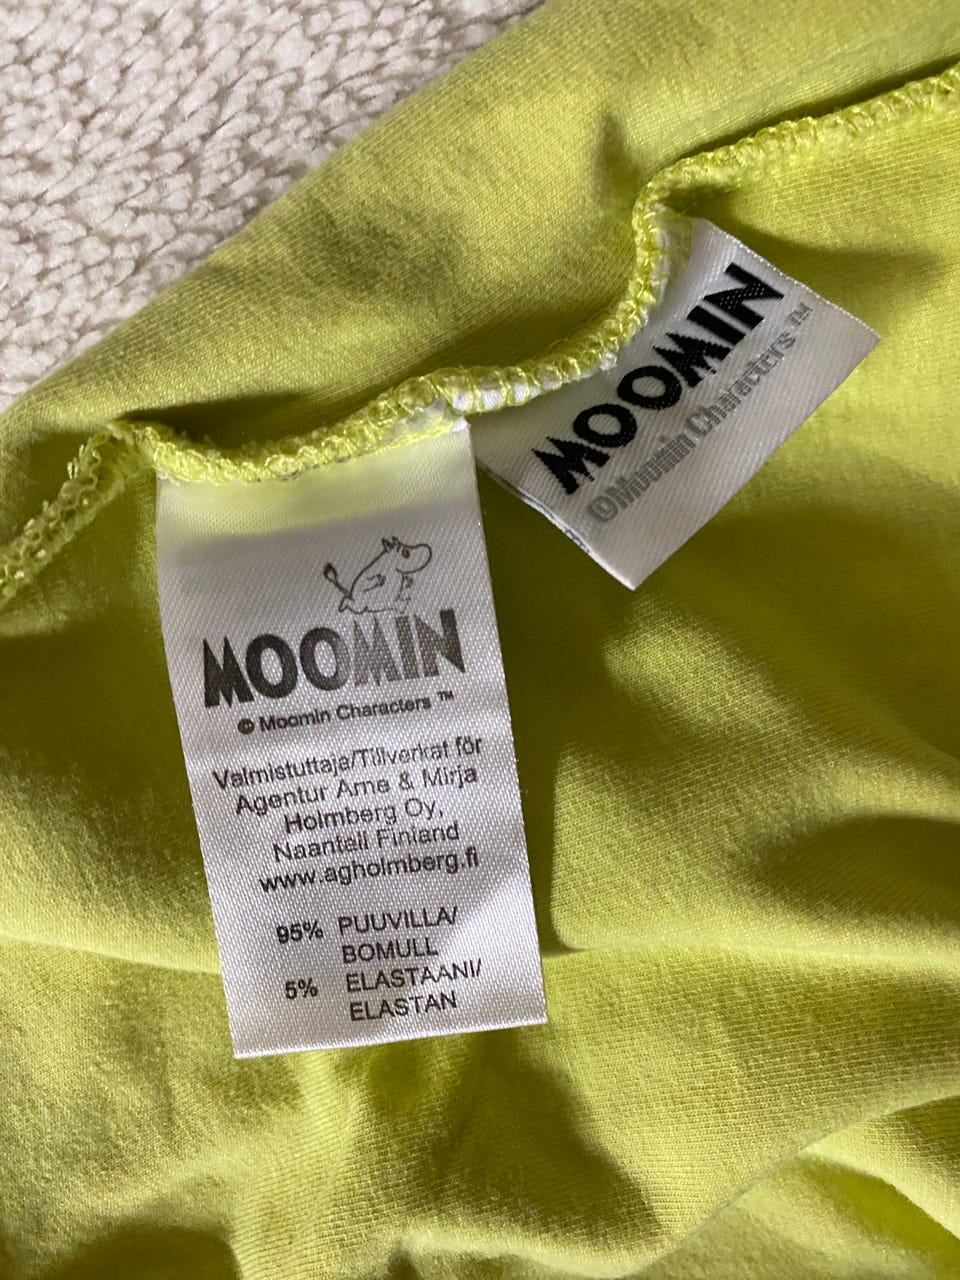 MOOMIN
© Moomin Characters ™
Valmistuttaja/Tillverkat för
Agentur Arne & Mirja
Holmberg Oy,
Naantali Finland
www.agholmberg.fi
95% PUUVILLA/
BOMULL
5% ELASTAANI/
ELASTAN
MOOMIN
©Moomin Characters ™